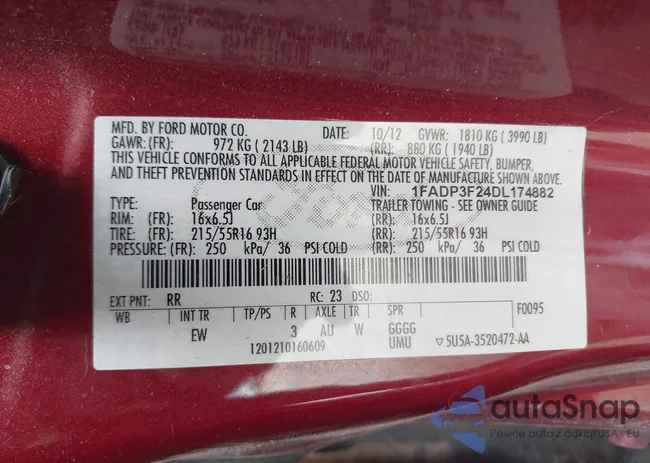 MFD. BY FORD MOTOR CO. DATE: 10/12 GVWR: 1810 KG ( 3990 LB)
GAWR: (FR): 972 KG ( 2143 LB) (RR): 880 KG ( 1940 LB)
THIS VEHICLE CONFORMS TO ALL APPLICABLE FEDERAL MOTOR VEHICLE SAFETY, BUMPER,
AND THEFT PREVENTION STANDARDS IN EFFECT ON THE DATE OF MANUFACTURE SHOWN ABOVE.
VIN: 1FADP3F24DL174882
TYPE: Passenger Car TRAILER TOWING - SEE OWNER GUIDE
RIM: (FR): 16x6.5J (RR): 16x6.5J
TIRE: (FR): 215/55R16 93H (RR): 215/55R16 93H
PRESSURE: (FR): 250 kPa/ 36 PSI COLD (RR): 250 kPa/ 36 PSI COLD
EXT PNT: RR RC: 23 DSO: F0095
WB INT TR TP/PS R AXLE TR SPR
EW 3 AU W GGGG
1201210160609 UMU ▽5U5A-3520472-AA
autaSnap
Pewne auta z aukcji USA i EU